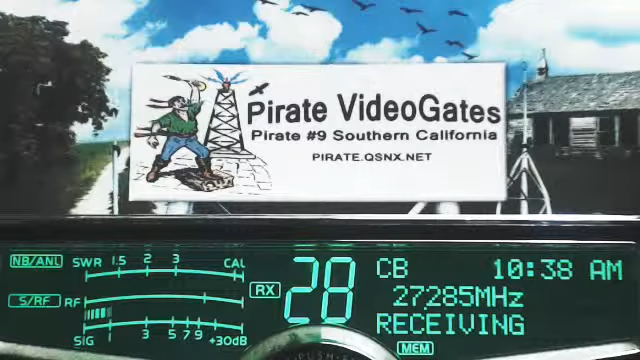 Pirate VideoGates
Pirate #9 Southern California
PIRATE.QSNX.NET
NB/ANL SWR 1.5 2 3 CAL
S/RF RF
SIG 1 3 5 7 9 +30dB
RX 28
CB 10:38 AM
27285MHz
RECEIVING
MEM
PUSH